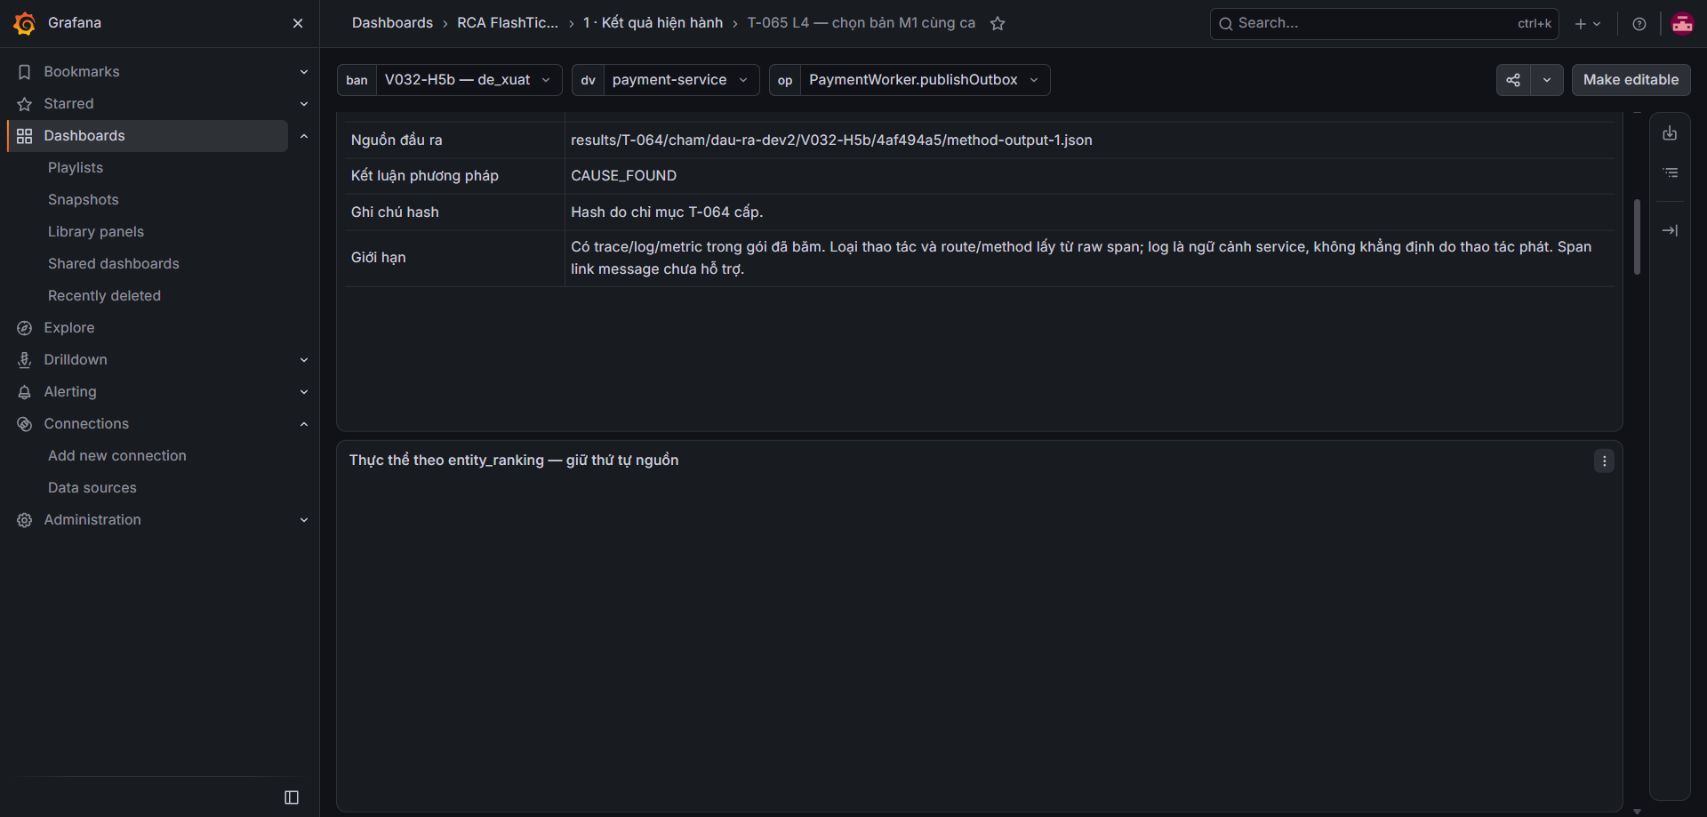 Grafana
Dashboards › RCA FlashTic... › 1 · Kết quả hiện hành › T-065 L4 — chọn bản M1 cùng ca
Search... ctrl+k
Bookmarks
Starred
Dashboards
Playlists
Snapshots
Library panels
Shared dashboards
Recently deleted
Explore
Drilldown
Alerting
Connections
Add new connection
Data sources
Administration
ban V032-H5b — de_xuat dv payment-service op PaymentWorker.publishOutbox
Make editable
Nguồn đầu ra results/T-064/cham/dau-ra-dev2/V032-H5b/4af494a5/method-output-1.json
Kết luận phương pháp CAUSE_FOUND
Ghi chú hash Hash do chỉ mục T-064 cấp.
Giới hạn Có trace/log/metric trong gói đã băm. Loại thao tác và route/method lấy từ raw span; log là ngữ cảnh service, không khẳng định do thao tác phát. Span
link message chưa hỗ trợ.
Thực thể theo entity_ranking — giữ thứ tự nguồn